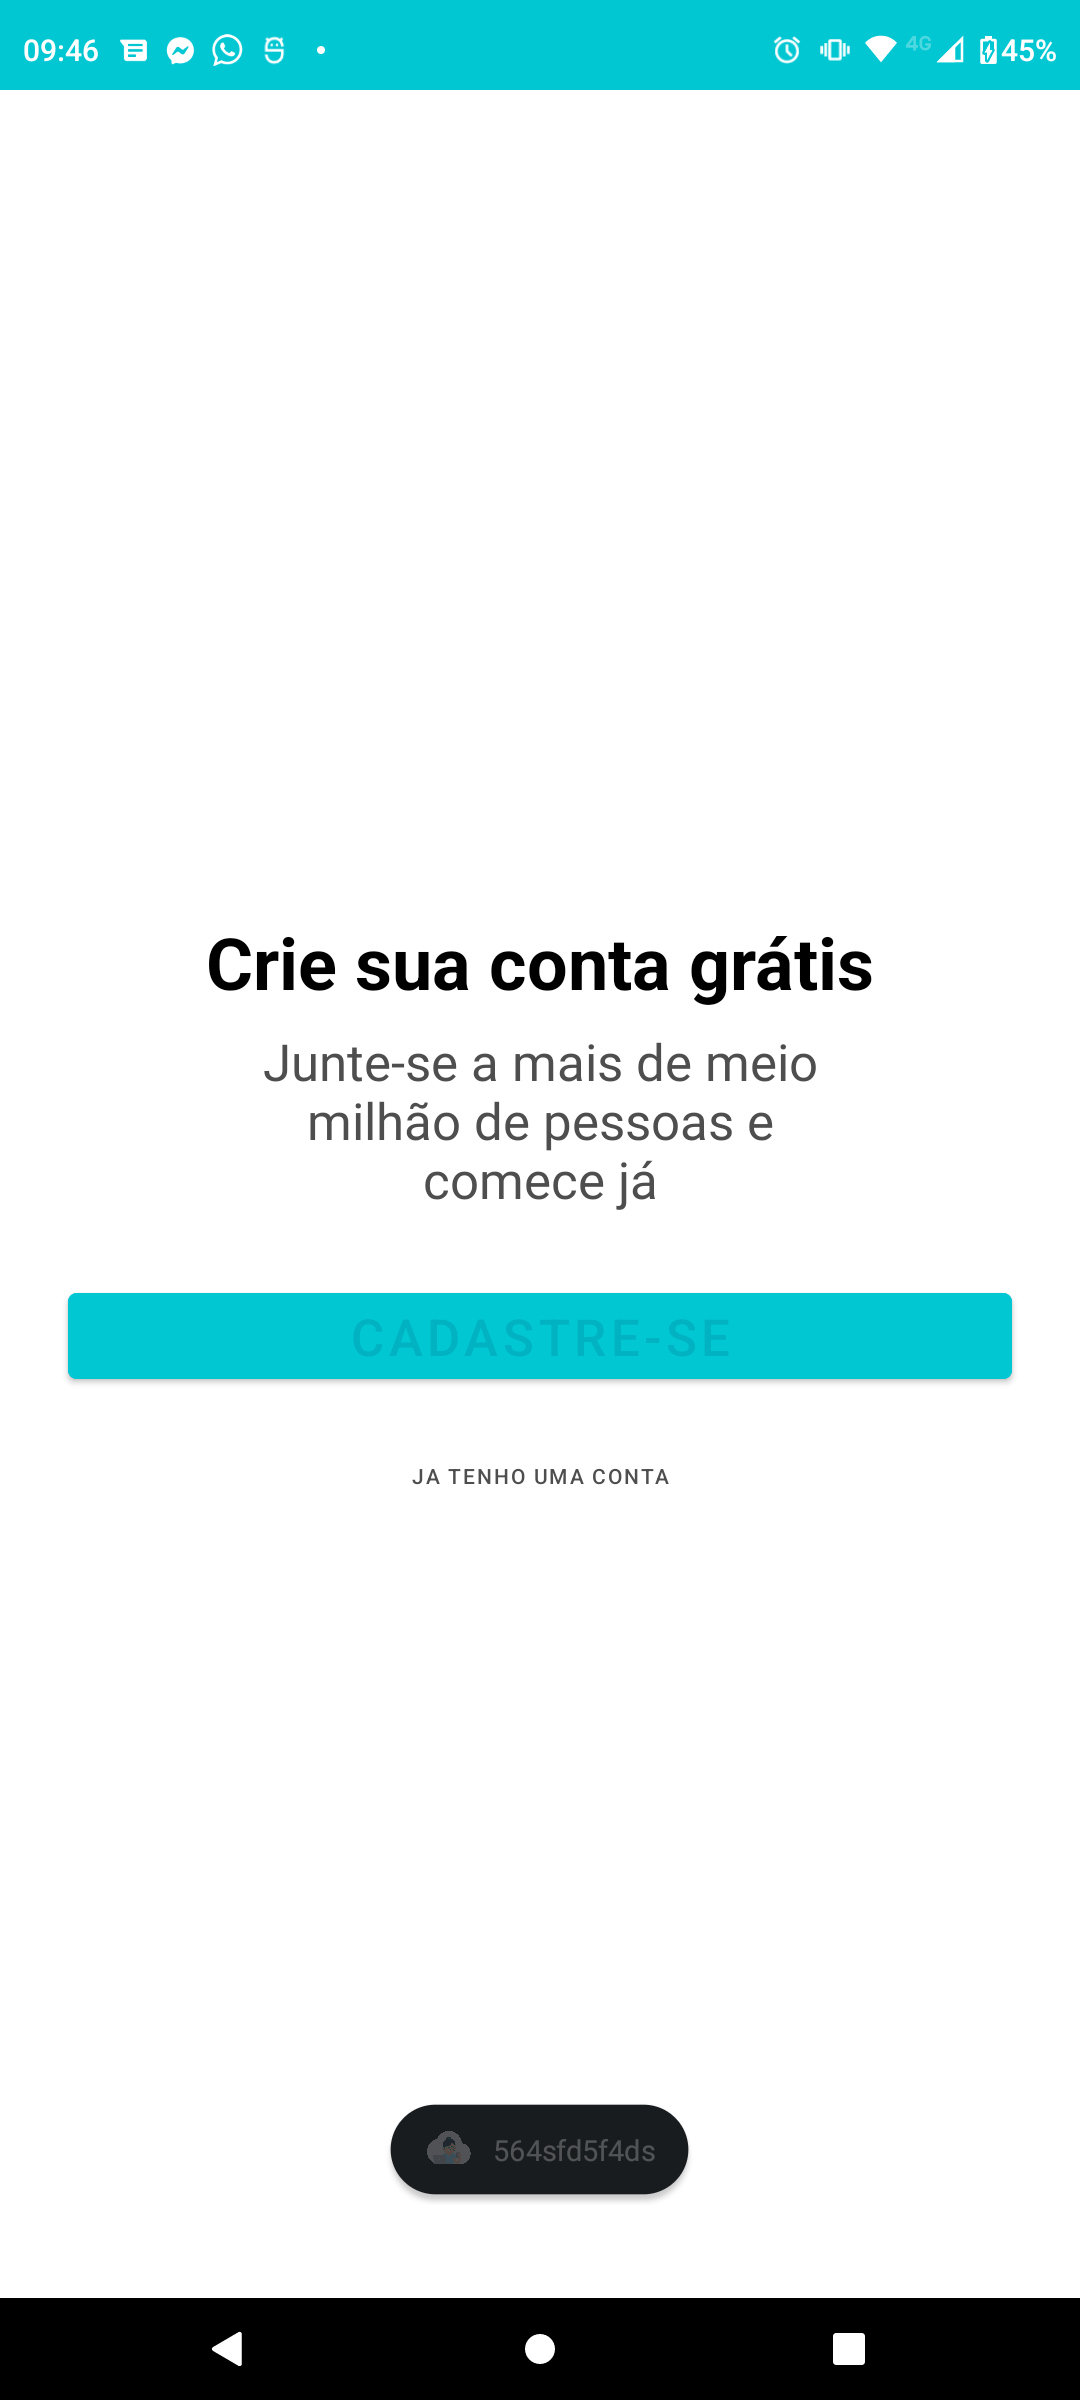 09:46
4G
45%
Crie sua conta grátis
Junte-se a mais de meio
milhão de pessoas e
comece já
CADASTRE-SE
JA TENHO UMA CONTA
564sfd5f4ds